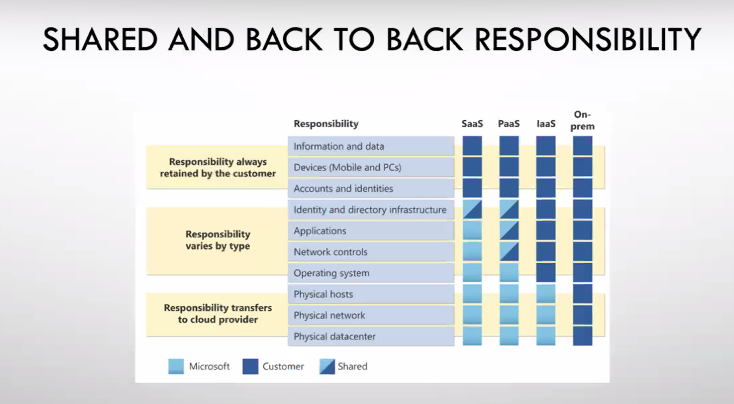 SHARED AND BACK TO BACK RESPONSIBILITY
Responsibility
SaaS
PaaS
IaaS
On-
prem
Responsibility always
retained by the customer
Information and data
Devices (Mobile and PCs)
Accounts and identities
Responsibility
varies by type
Identity and directory infrastructure
Applications
Network controls
Operating system
Responsibility transfers
to cloud provider
Physical hosts
Physical network
Physical datacenter
Microsoft
Customer
Shared